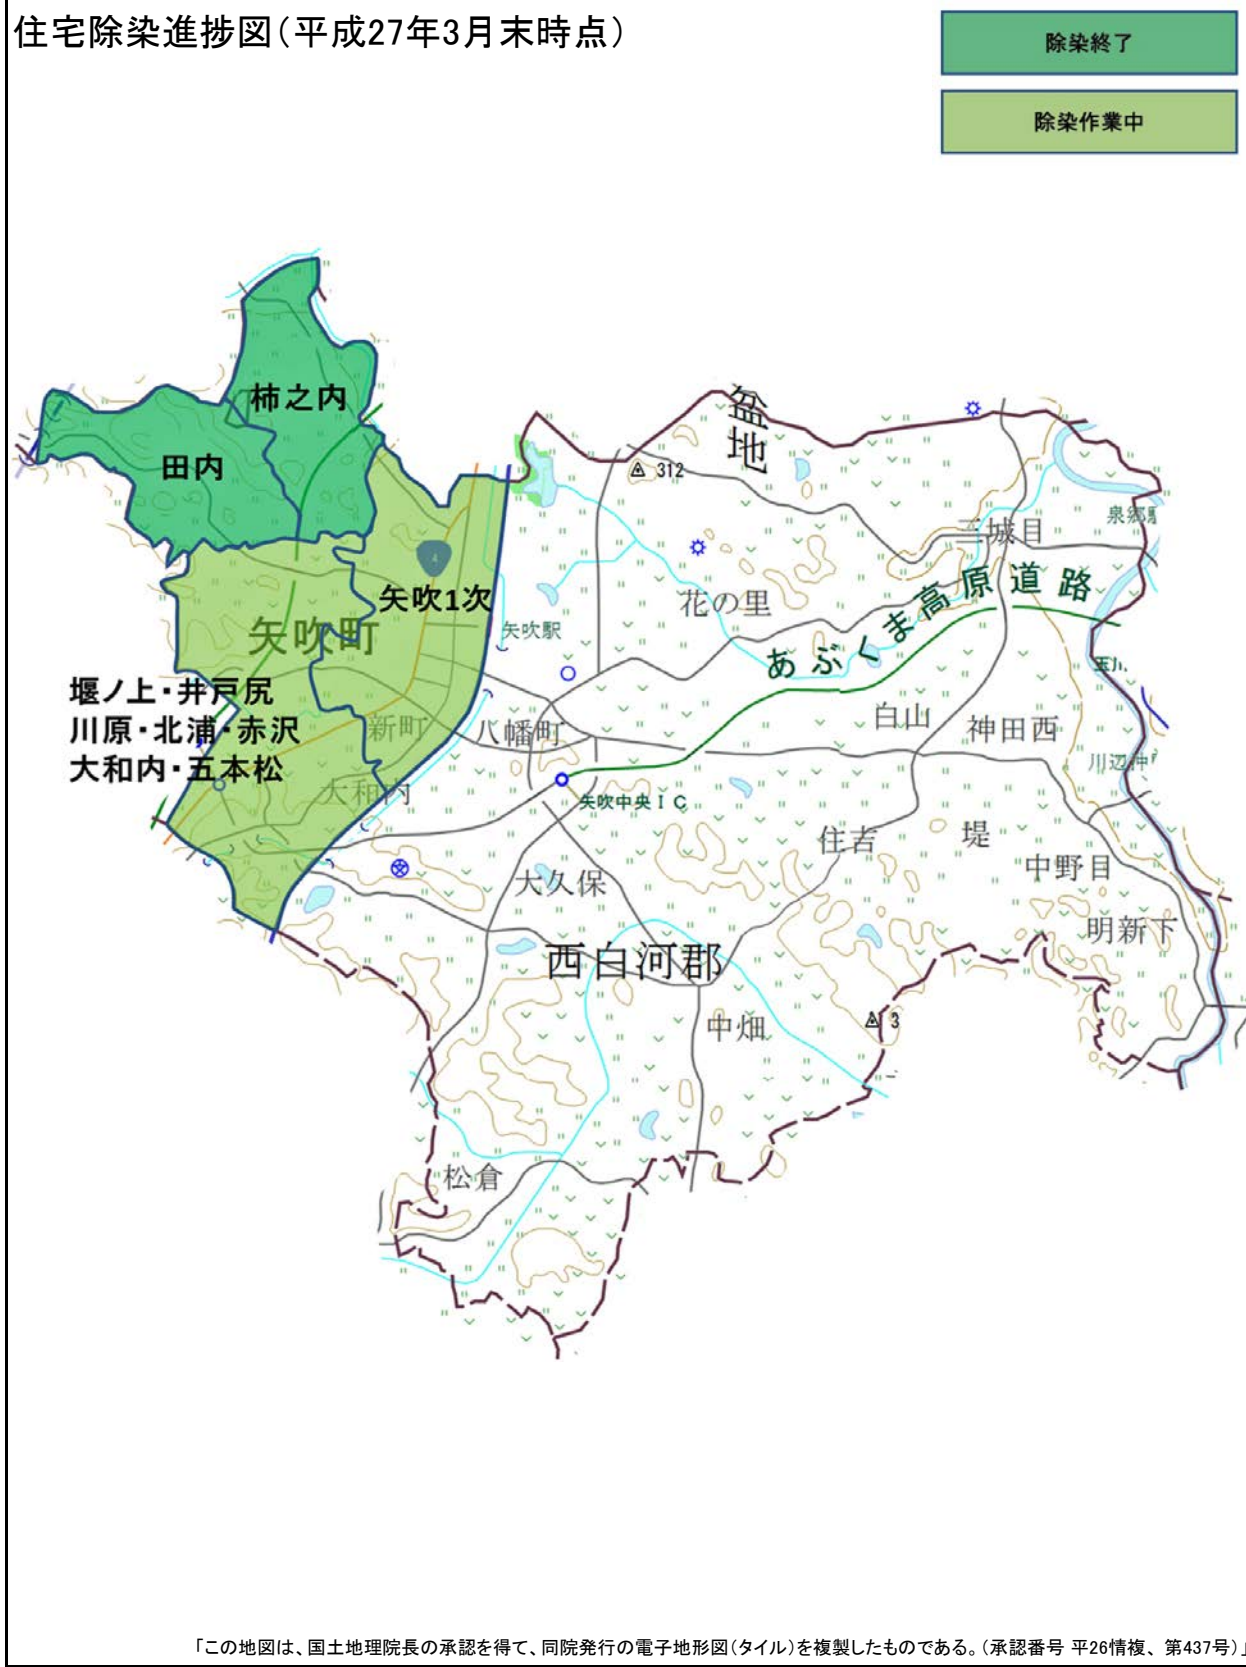 住宅除染進捗図(平成27年3月末時点)
除染終了
除染作業中
柿之内
田内
盆地
312
三城目
泉郷駅
矢吹1次
花の里
あぶくま高原道路
矢吹町
矢吹駅
玉川
堰ノ上・井戸尻
川原・北浦・赤沢
大和内・五本松
新町
八幡町
白山
神田西
川辺沖
大和内
矢吹中央IC
住吉
堤
中野目
大久保
明新下
西白河郡
中畑
3
松倉
「この地図は、国土地理院長の承認を得て、同院発行の電子地形図(タイル)を複製したものである。(承認番号 平26情複、第437号)」